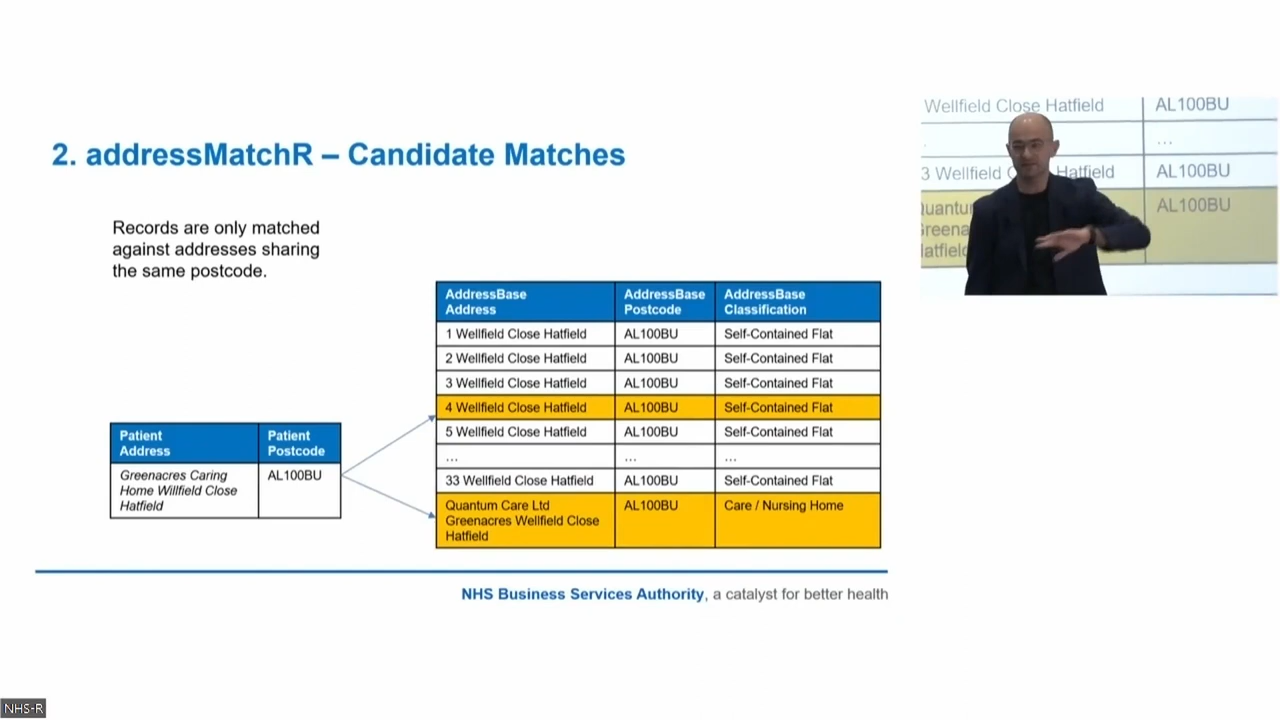 2. addressMatchR – Candidate Matches
Records are only matched
against addresses sharing
the same postcode.
Patient
Address
Patient
Postcode
Greenacres Caring
Home Willfield Close
Hatfield
AL100BU
AddressBase
Address
AddressBase
Postcode
AddressBase
Classification
1 Wellfield Close Hatfield
AL100BU
Self-Contained Flat
2 Wellfield Close Hatfield
AL100BU
Self-Contained Flat
3 Wellfield Close Hatfield
AL100BU
Self-Contained Flat
4 Wellfield Close Hatfield
AL100BU
Self-Contained Flat
5 Wellfield Close Hatfield
AL100BU
Self-Contained Flat
...
...
...
33 Wellfield Close Hatfield
AL100BU
Self-Contained Flat
Quantum Care Ltd
Greenacres Wellfield Close
Hatfield
AL100BU
Care / Nursing Home
NHS Business Services Authority, a catalyst for better health
Wellfield Close Hatfield
AL100BU
...
3 Wellfield
Hatfield
AL100BU
AL100BU
NHS-R